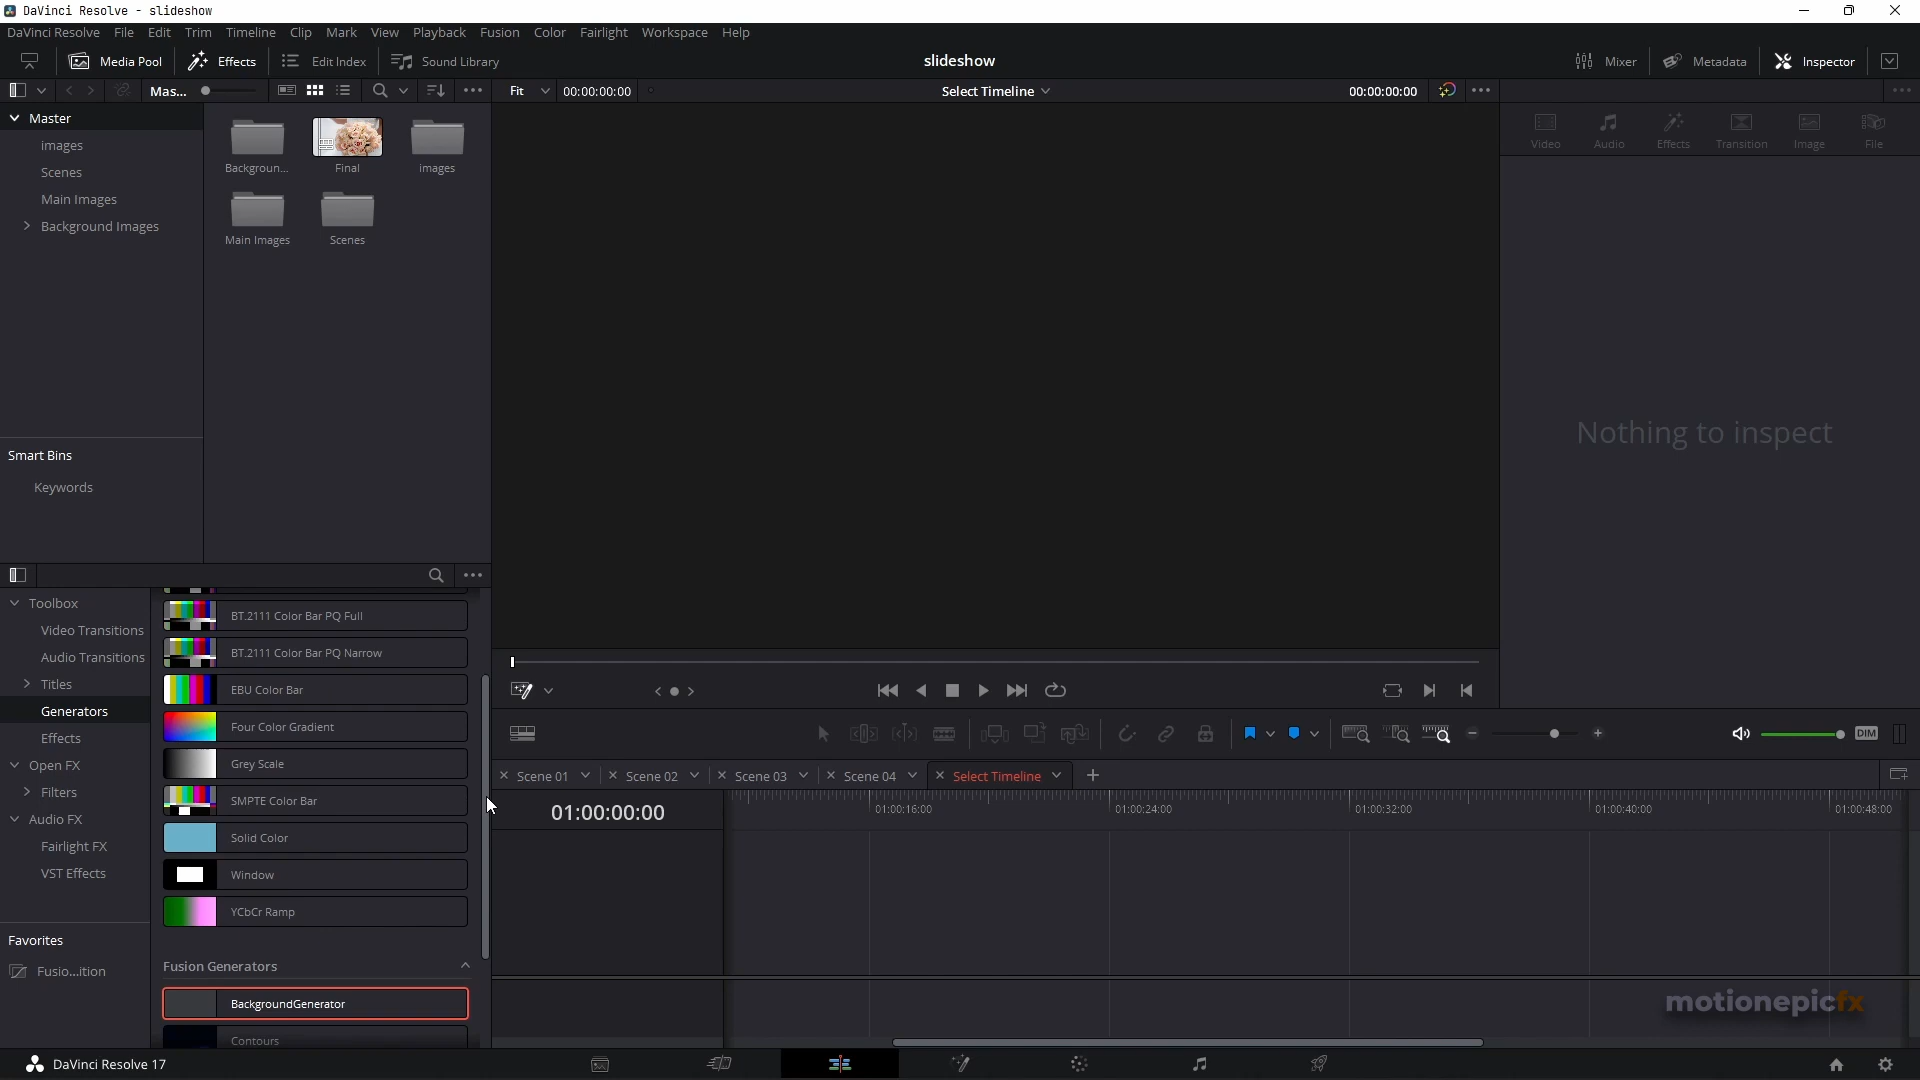 DaVinci Resolve - slideshow
DaVinci Resolve File Edit Trim Timeline Clip Mark View Playback Fusion Color Fairlight Workspace Help
Media Pool Effects Edit Index Sound Library slideshow Mixer Metadata Inspector
Mas... Fit 00:00:00:00 Select Timeline 00:00:00:00
Master
images
Scenes
Main Images
Background Images
Backgroun... Final images
Main Images Scenes
Video Audio Effects Transition Image File
Nothing to inspect
Smart Bins
Keywords
Toolbox
Video Transitions
Audio Transitions
Titles
Generators
Effects
Open FX
Filters
Audio FX
Fairlight FX
VST Effects
Favorites
Fusio...ition
BT.2111 Color Bar PQ Full
BT.2111 Color Bar PQ Narrow
EBU Color Bar
Four Color Gradient
Grey Scale
SMPTE Color Bar
Solid Color
Window
YCbCr Ramp
Fusion Generators
BackgroundGenerator
Contours
DIM
Scene 01 Scene 02 Scene 03 Scene 04 Select Timeline
01:00:00:00 01:00:16:00 01:00:24:00 01:00:32:00 01:00:40:00 01:00:48:00
motionepicfx
DaVinci Resolve 17